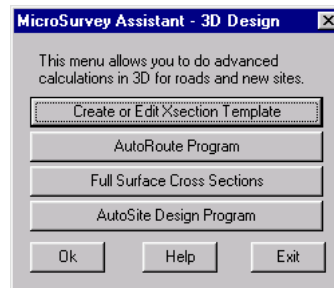 MicroSurvey Assistant - 3D Design
This menu allows you to do advanced
calculations in 3D for roads and new sites.
Create or Edit Xsection Template
AutoRoute Program
Full Surface Cross Sections
AutoSite Design Program
Ok Help Exit